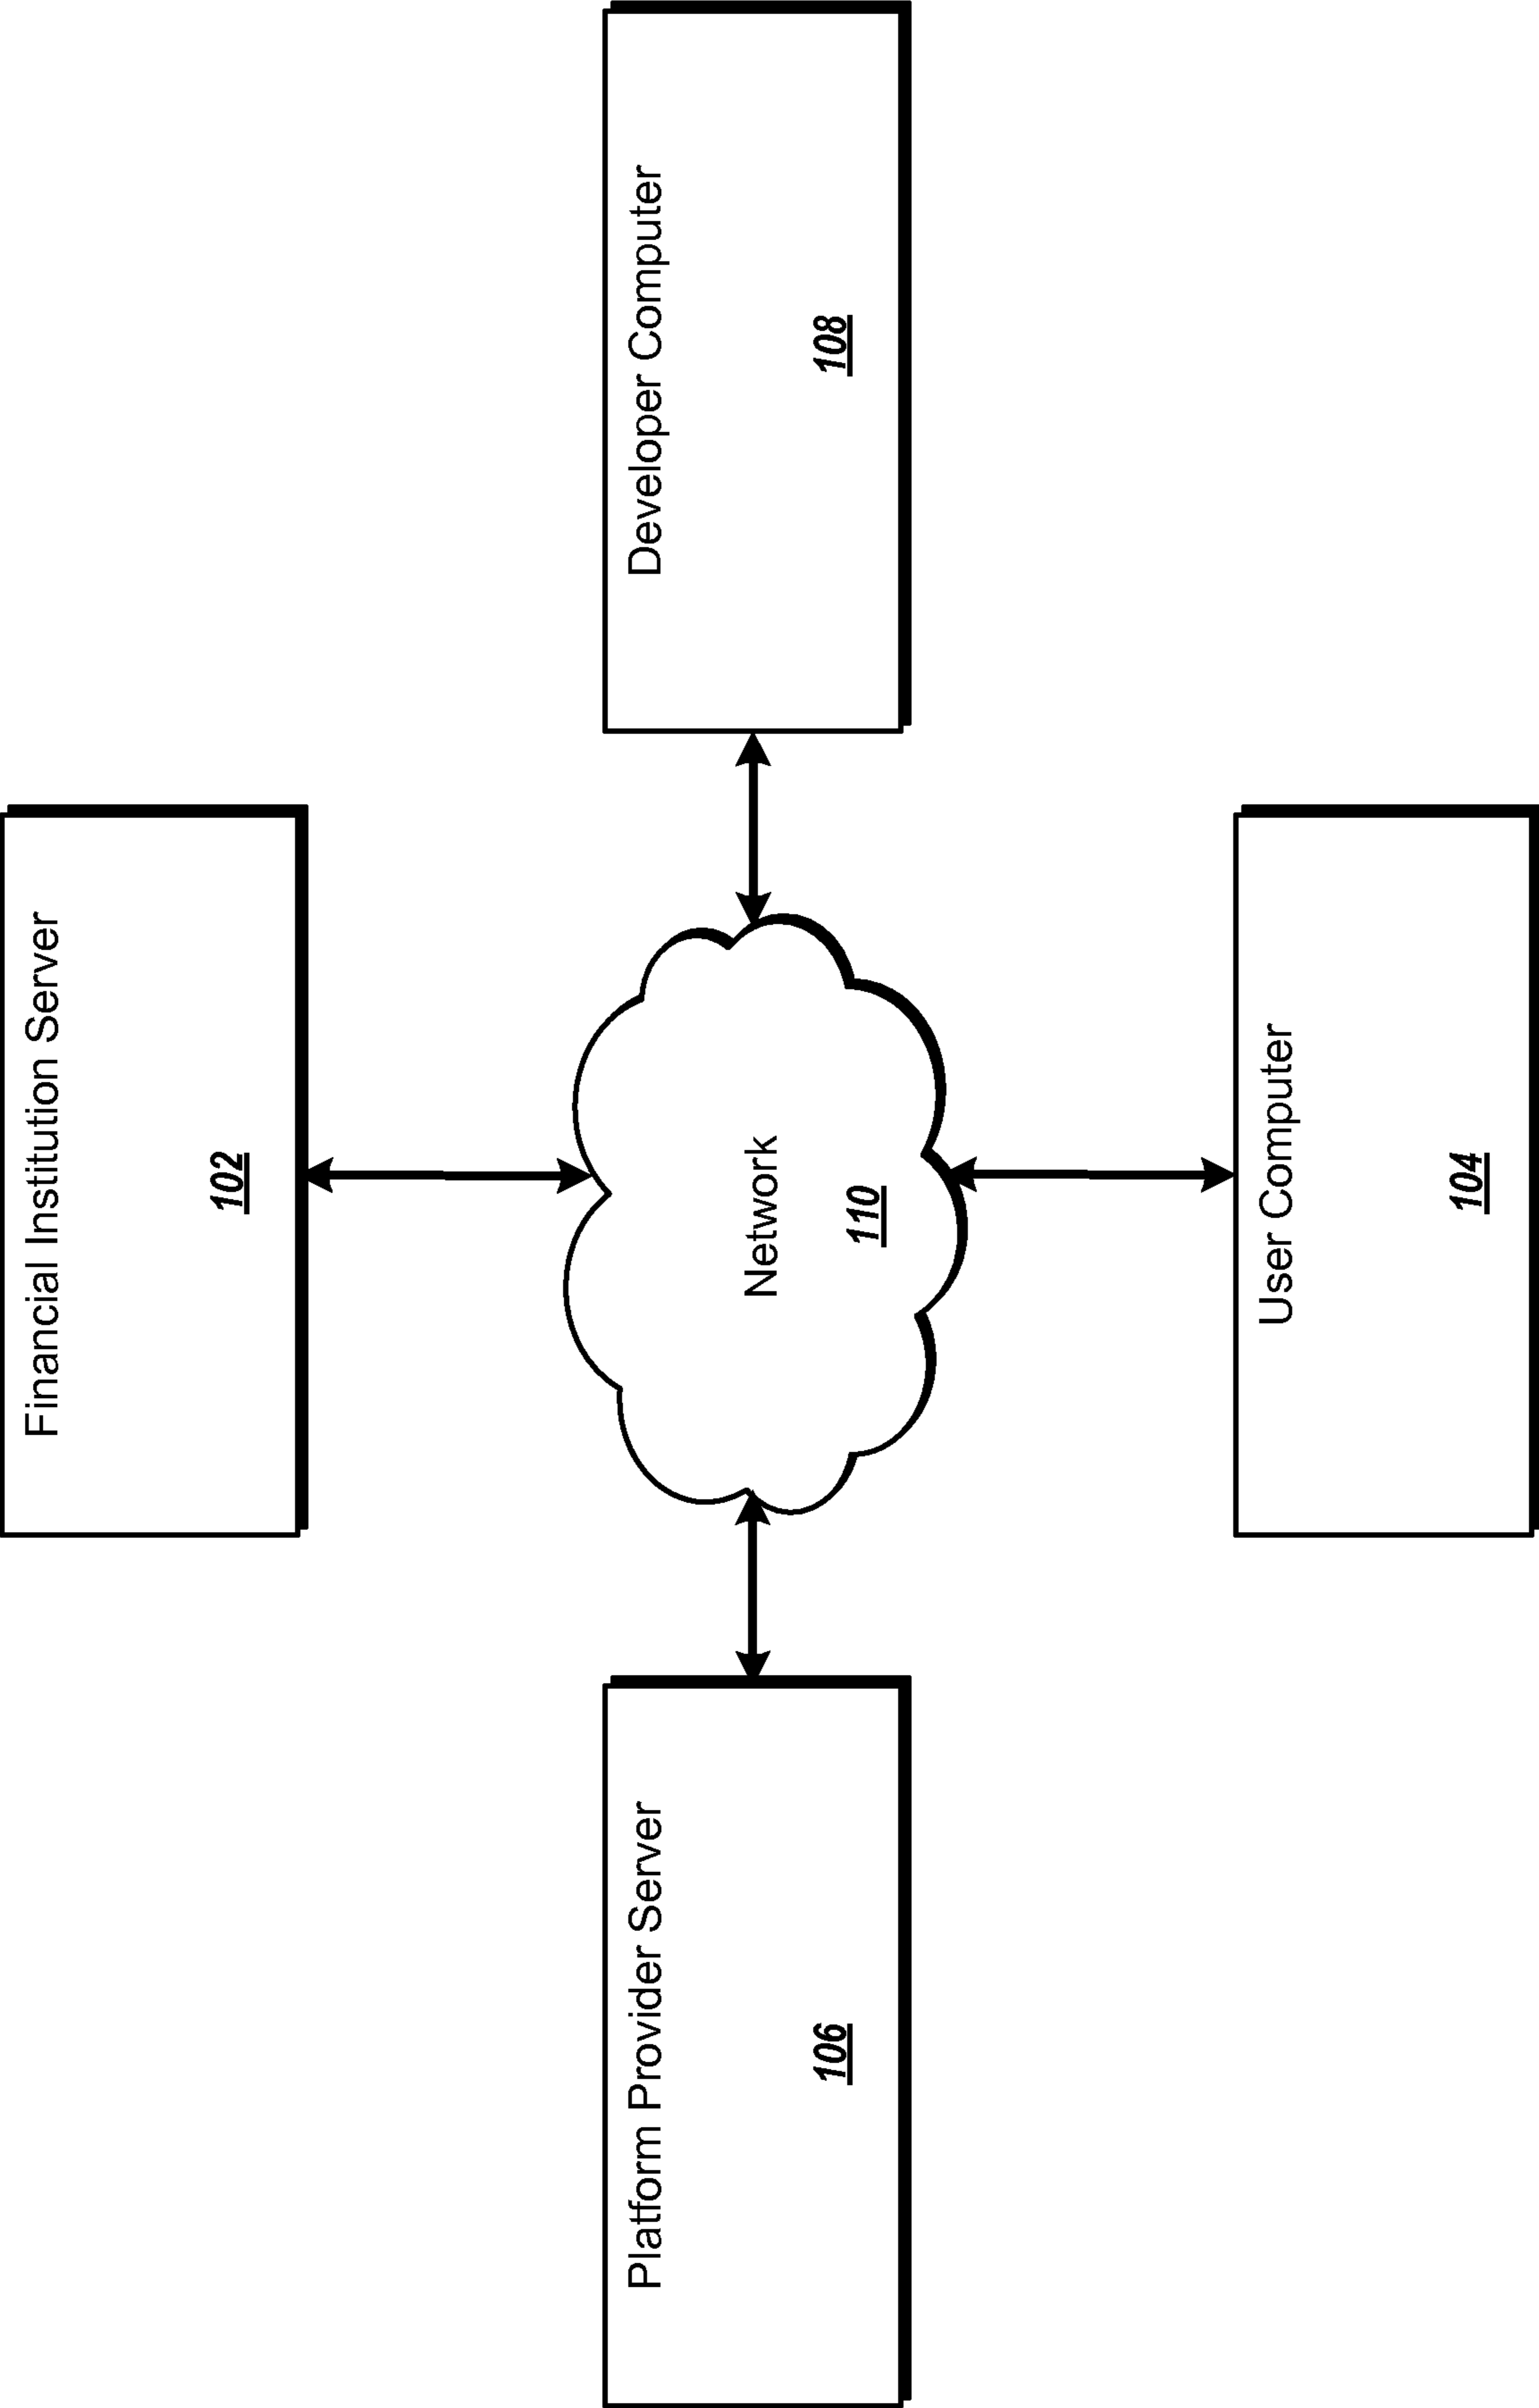 Financial Institution Server
102
Platform Provider Server
106
Network
110
Developer Computer
108
User Computer
104